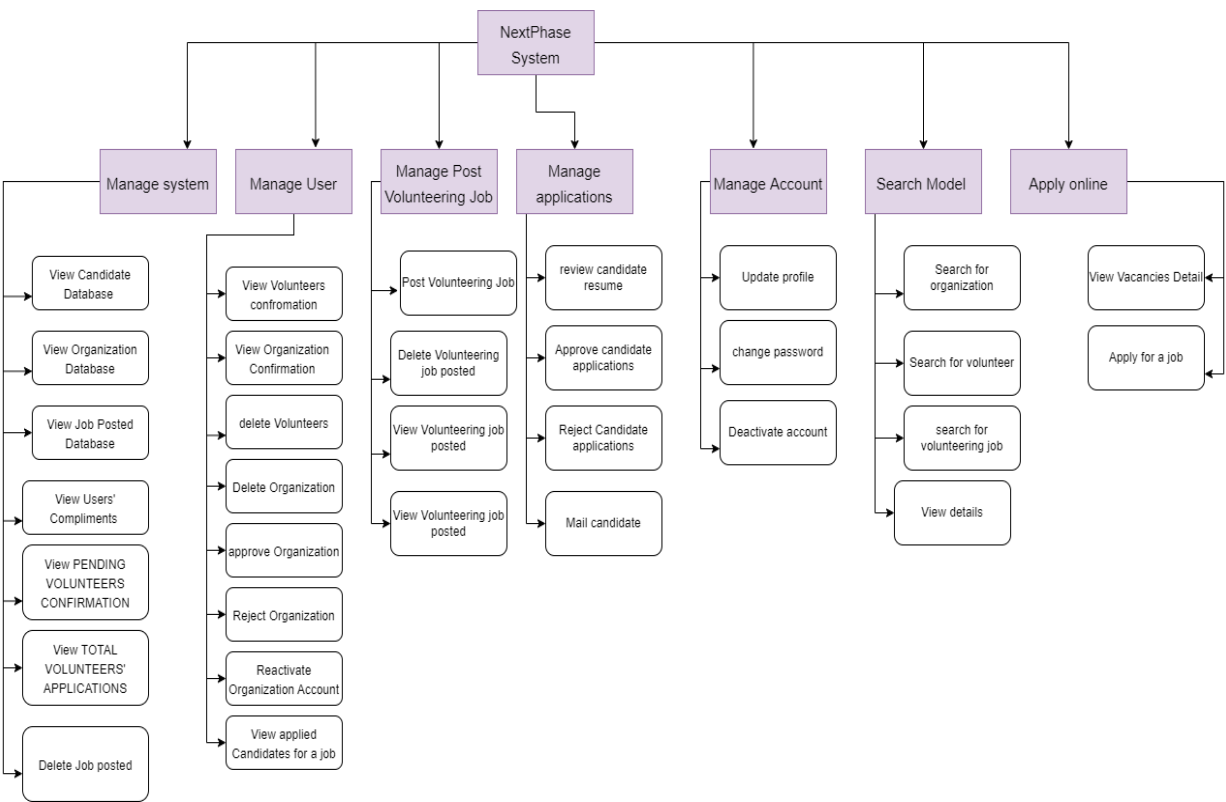 NextPhase
System
Manage system
Manage User
Manage Post
Volunteering Job
Manage
applications
Manage Account
Search Model
Apply online
View Candidate
Database
View Organization
Database
View Job Posted
Database
View Users'
Compliments
View PENDING
VOLUNTEERS
CONFIRMATION
View TOTAL
VOLUNTEERS'
APPLICATIONS
Delete Job posted
View Volunteers
confromation
View Organization
Confirmation
delete Volunteers
Delete Organization
approve Organization
Reject Organization
Reactivate
Organization Account
View applied
Candidates for a job
Post Volunteering Job
Delete Volunteering
job posted
View Volunteering job
posted
View Volunteering job
posted
review candidate
resume
Approve candidate
applications
Reject Candidate
applications
Mail candidate
Update profile
change password
Deactivate account
Search for
organization
Search for volunteer
search for
volunteering job
View details
View Vacancies Detail
Apply for a job